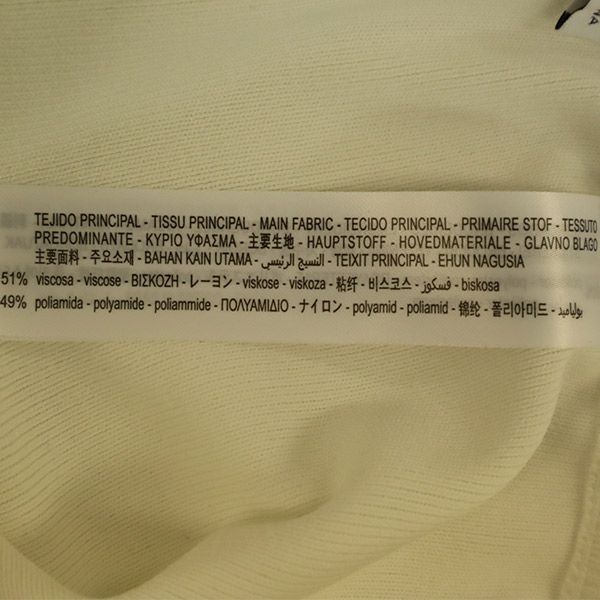 TEJIDO PRINCIPAL - TISSU PRINCIPAL - MAIN FABRIC - TECIDO PRINCIPAL - PRIMAIRE STOF - TESSUTO
PREDOMINANTE - ΚΥΡΙΟ ΥΦΑΣΜΑ - 主要生地 - HAUPTSTOFF - HOVEDMATERIALE - GLAVNO BLAGO
主要面料 - 주요소재 - BAHAN KAIN UTAMA - النسيج الرئيسي - TEIXIT PRINCIPAL - EHUN NAGUSIA
51% viscosa - viscose - ΒΙΣΚΟΖΗ - レーヨン - viskose - viskoza - 粘纤 - 비스코스 - فسكوز - biskosa
49% poliamida - polyamide - poliammide - ΠΟΛΥΑΜΙΔΙΟ - ナイロン - polyamid - poliamid - 锦纶 - 폴리아미드 - بولياميد